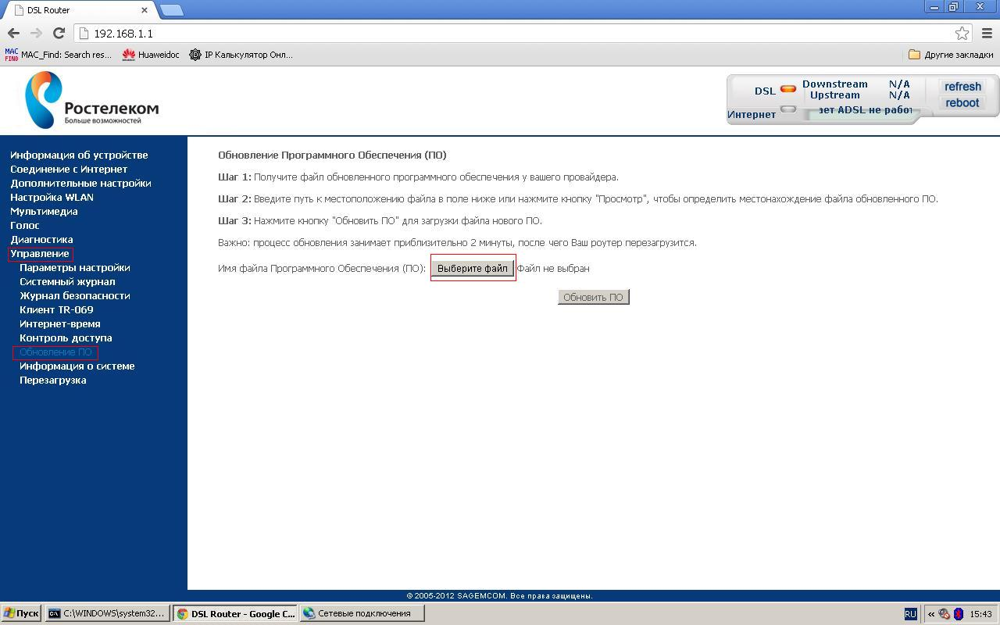 DSL Router
192.168.1.1
MAC FIND MAC_Find: Search res... Huaweidoc IP Калькулятор Онл... Другие закладки
Ростелеком
Больше возможностей
DSL Downstream N/A
Upstream N/A
Интернет зет ADSL не работ
refresh
reboot
Информация об устройстве
Соединение с Интернет
Дополнительные настройки
Настройка WLAN
Мультимедиа
Голос
Диагностика
Управление
Параметры настройки
Системный журнал
Журнал безопасности
Клиент TR-069
Интернет-время
Контроль доступа
Обновление ПО
Информация о системе
Перезагрузка
Обновление Программного Обеспечения (ПО)
Шаг 1: Получите файл обновленного программного обеспечения у вашего провайдера.
Шаг 2: Введите путь к местоположению файла в поле ниже или нажмите кнопку "Просмотр", чтобы определить местонахождение файла обновленного ПО.
Шаг 3: Нажмите кнопку "Обновить ПО" для загрузки файла нового ПО.
Важно: процесс обновления занимает приблизительно 2 минуты, после чего Ваш роутер перезагрузится.
Имя файла Программного Обеспечения (ПО): Выберите файл Файл не выбран
Обновить ПО
© 2005-2012 SAGEMCOM. Все права защищены.
Пуск C:\WINDOWS\system32... DSL Router - Google C... Сетевые подключения RU « 15:43